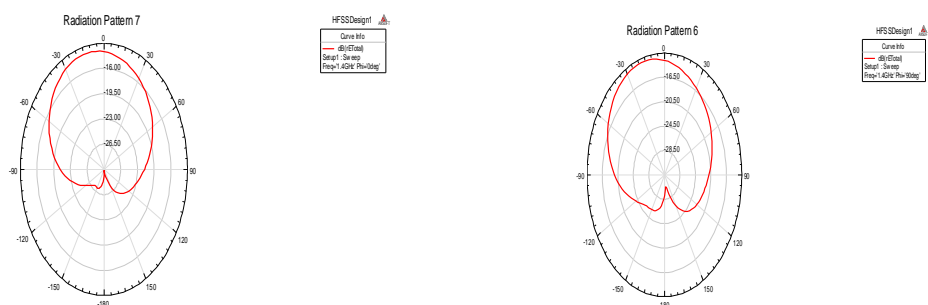 Radiation Pattern 7
HFSSDesign1
Curve Info
dB(rETotal)
Setup1 : Sweep
Freq='1.4GHz' Phi='0deg'
0
-30
30
-16.00
-60
60
-19.50
-23.00
-26.50
-90
90
-120
120
-150
150
-180
Radiation Pattern 6
HFSSDesign1
Curve Info
dB(rETotal)
Setup1 : Sweep
Freq='1.4GHz' Phi='90deg'
0
-30
30
-16.50
-60
60
-20.50
-24.50
-28.50
-90
90
-120
120
-150
150
-180